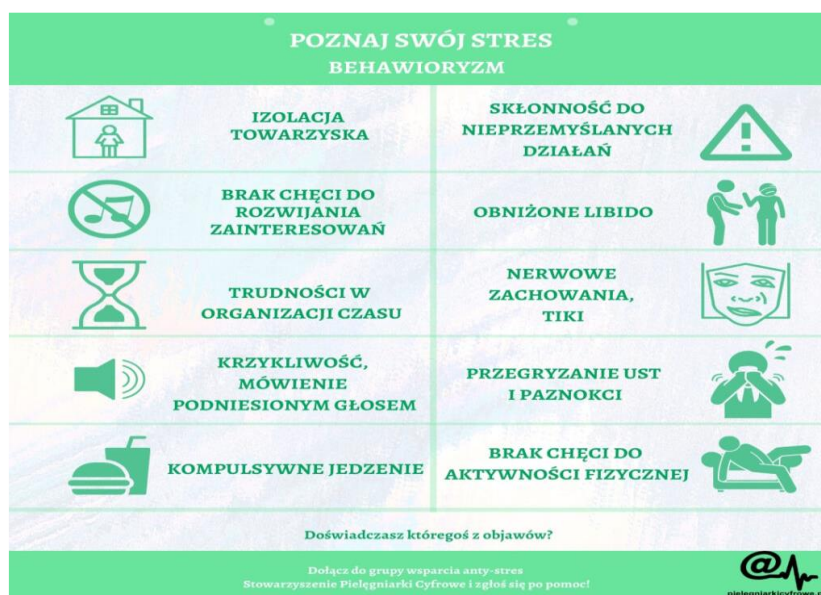 POZNAJ SWÓJ STRES
BEHAWIORYZM
IZOLACJA
TOWARZYSKA
SKŁONNOŚĆ DO
NIEPRZEMYŚLANYCH
DZIAŁAŃ
BRAK CHĘCI DO
ROZWIJANIA
ZAINTERESOWAŃ
OBNIŻONE LIBIDO
TRUDNOŚCI W
ORGANIZACJI CZASU
NERWOWE
ZACHOWANIA,
TIKI
KRZYKLIWOŚĆ,
MÓWIENIE
PODNIESIONYM GŁOSEM
PRZEGRYZANIE UST
I PAZNOKCI
KOMPULSYWNE JEDZENIE
BRAK CHĘCI DO
AKTYWNOŚCI FIZYCZNEJ
Doświadczasz któregoś z objawów?
Dołącz do grupy wsparcia anty-stres
Stowarzyszenie Pielęgniarki Cyfrowe i zgłoś się po pomoc!
@
pielegniarkicyfrowe.p